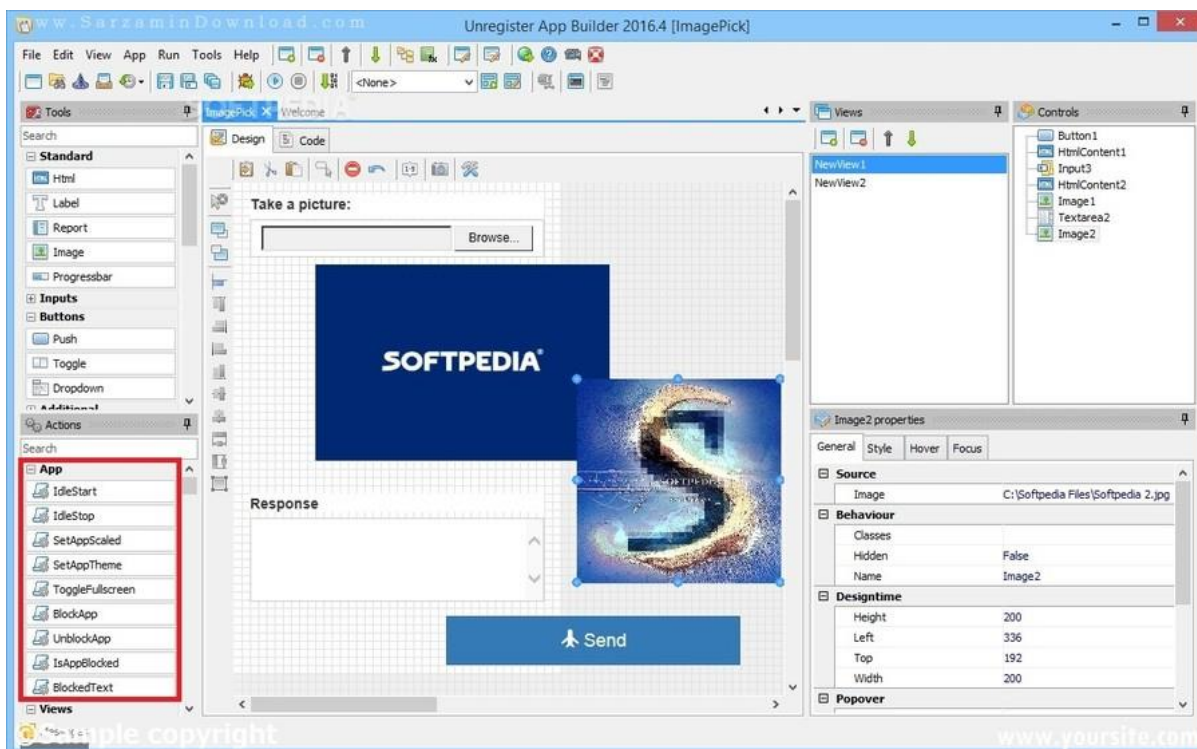 www.SarzaminDownload.com
Unregister App Builder 2016.4 [ImagePick]
File Edit View App Run Tools Help
<None>
Tools
Search
Standard
Html
Label
Report
Image
Progressbar
Inputs
Buttons
Push
Toggle
Dropdown
Additional
Actions
Search
App
IdleStart
IdleStop
SetAppScaled
SetAppTheme
ToggleFullscreen
BlockApp
UnblockApp
IsAppBlocked
BlockedText
Views
SOFTPEDIA
ImagePick Welcome
Design Code
Take a picture:
Browse...
SOFTPEDIA®
SOFTPEDIA
Response
Send
Views
NewView1
NewView2
Controls
Button1
HtmlContent1
Input3
HtmlContent2
Image1
Textarea2
Image2
Image2 properties
General Style Hover Focus
Source
Image C:\Softpedia Files\Softpedia 2.jpg
Behaviour
Classes
Hidden False
Name Image2
Designtime
Height 200
Left 336
Top 192
Width 200
Popover
Sample copyright
www.yoursite.com